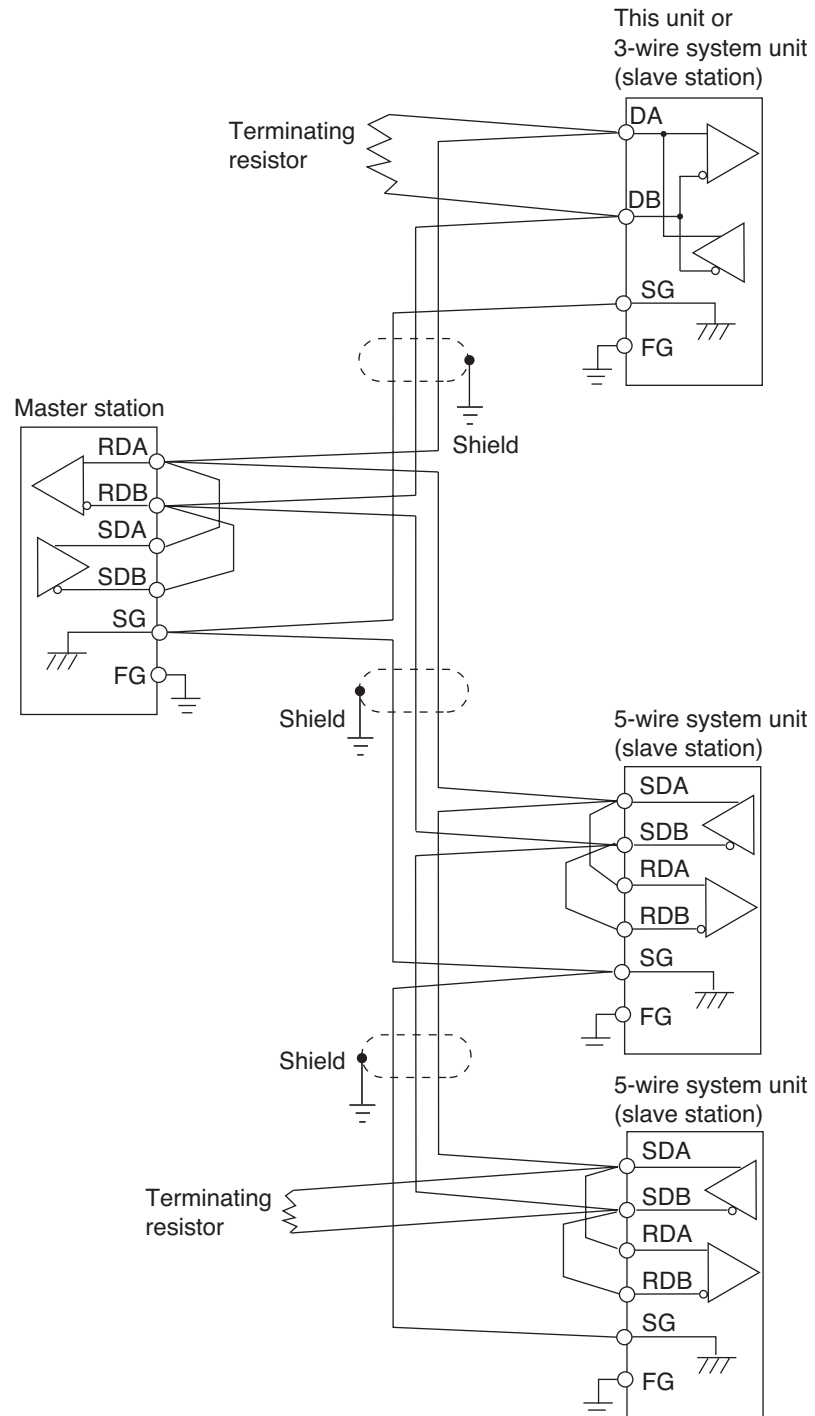 This unit or
3-wire system unit
(slave station)
Terminating
resistor
DA
DB
SG
FG
Shield
Master station
RDA
RDB
SDA
SDB
SG
FG
Shield
5-wire system unit
(slave station)
SDA
SDB
RDA
RDB
SG
FG
Shield
5-wire system unit
(slave station)
SDA
SDB
RDA
RDB
SG
FG
Terminating
resistor